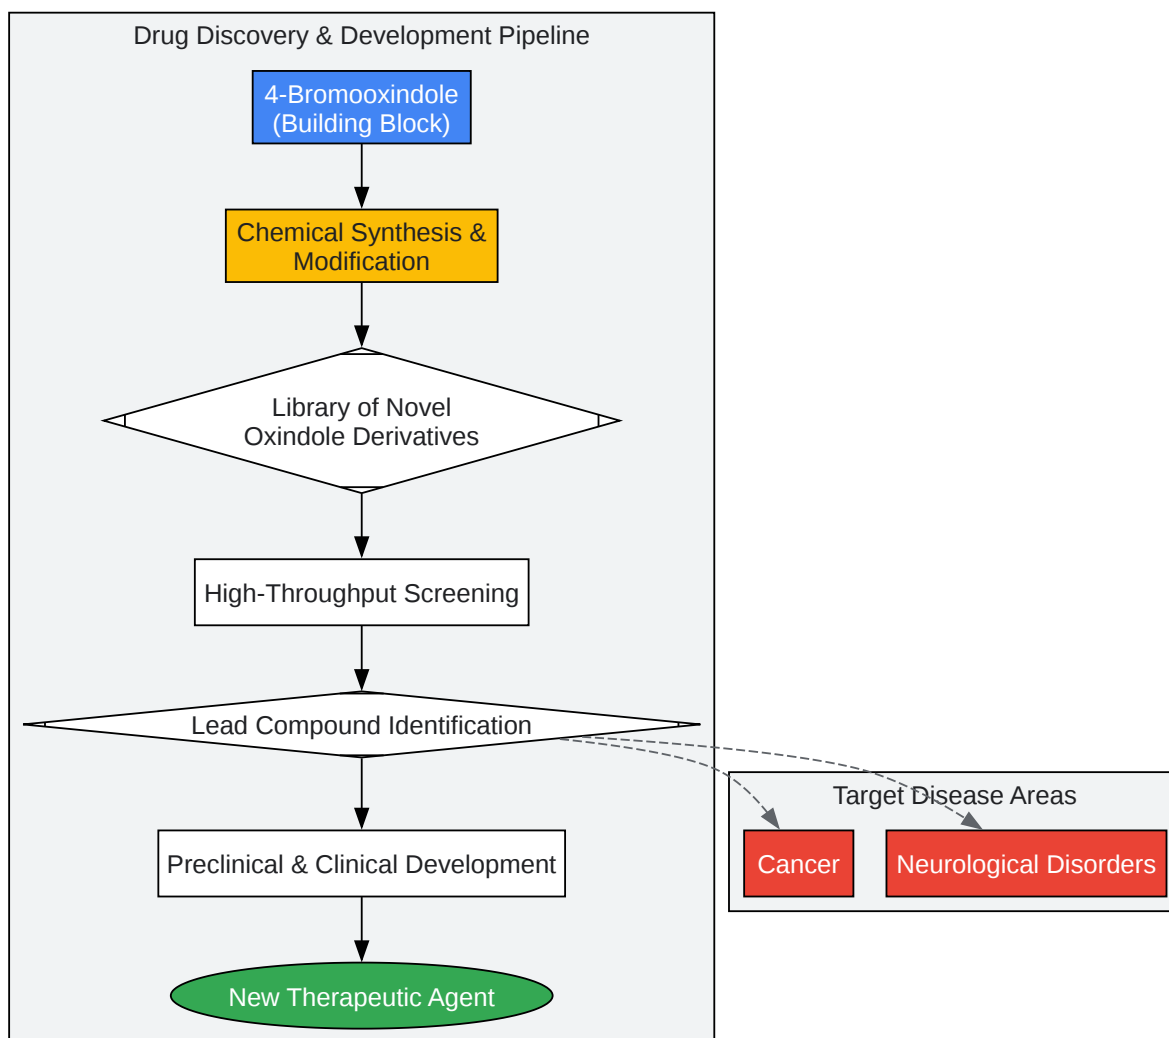 Drug Discovery & Development Pipeline
4-Bromooxindole
(Building Block)
Chemical Synthesis &
Modification
Library of Novel
Oxindole Derivatives
High-Throughput Screening
Lead Compound Identification
Target Disease Areas
Cancer
Neurological Disorders
Preclinical & Clinical Development
New Therapeutic Agent